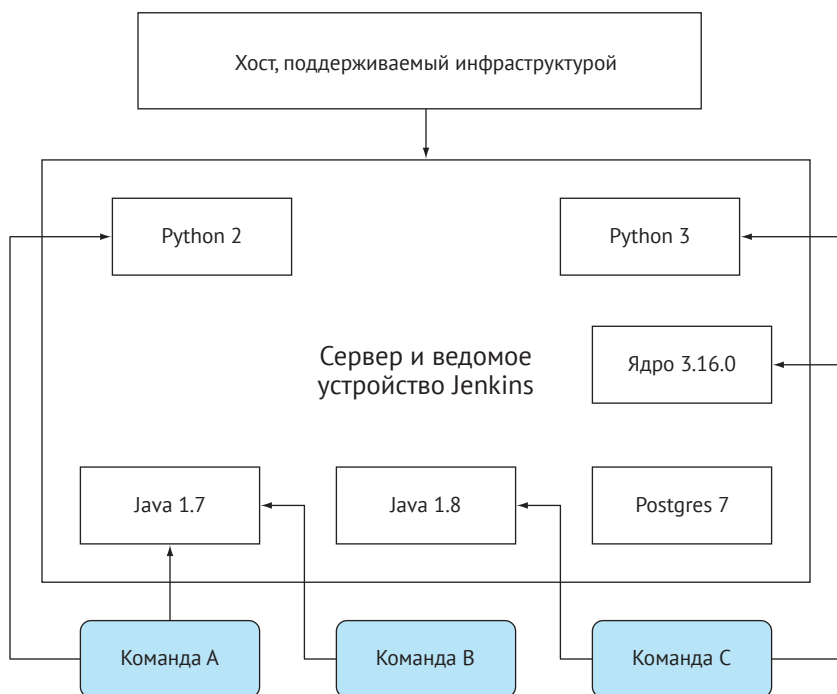 Хост, поддерживаемый инфраструктурой
Python 2
Python 3
Ядро 3.16.0
Сервер и ведомое
устройство Jenkins
Java 1.7
Java 1.8
Postgres 7
Команда A
Команда B
Команда C